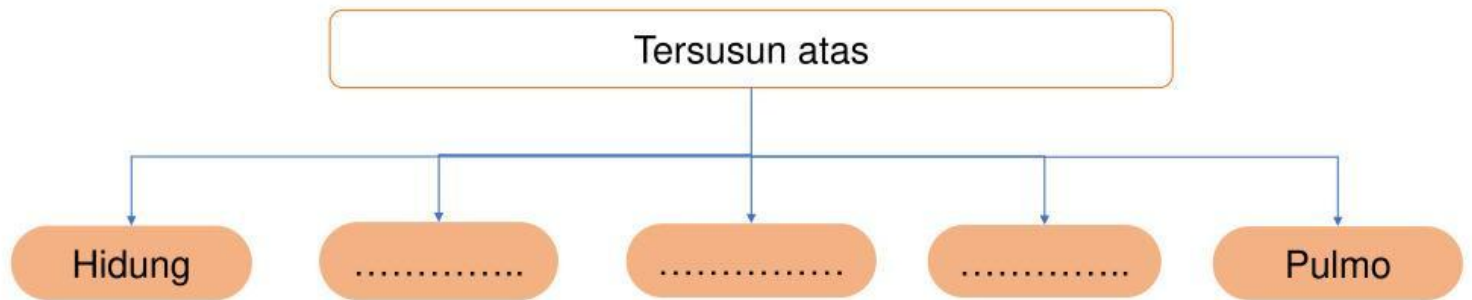 Tersusun atas
Hidung
..............
...............
..............
Pulmo